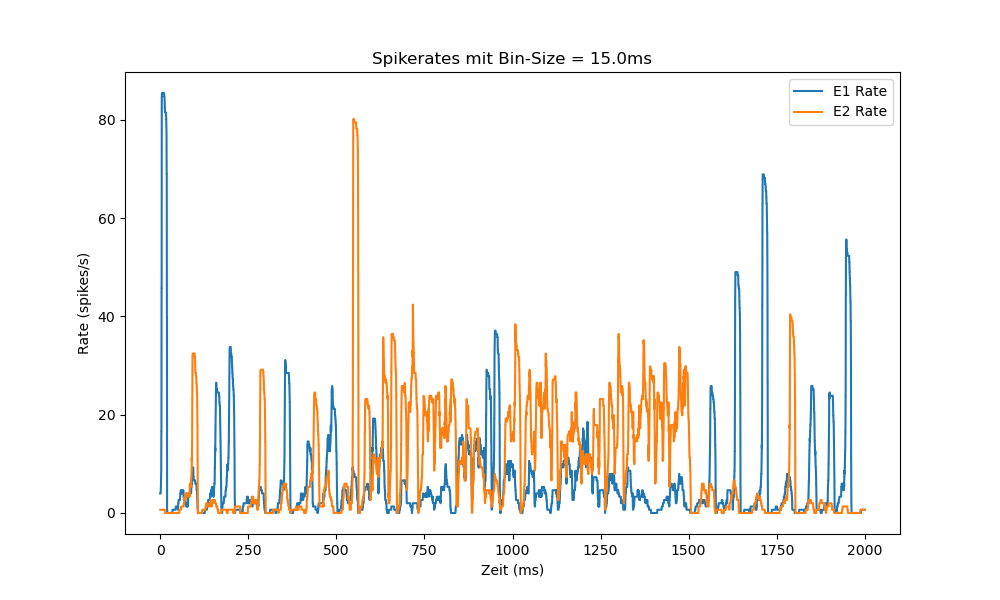 Spikerates mit Bin-Size = 15.0ms
E1 Rate
E2 Rate
Rate (spikes/s)
80
60
40
20
0
0 250 500 750 1000 1250 1500 1750 2000
Zeit (ms)